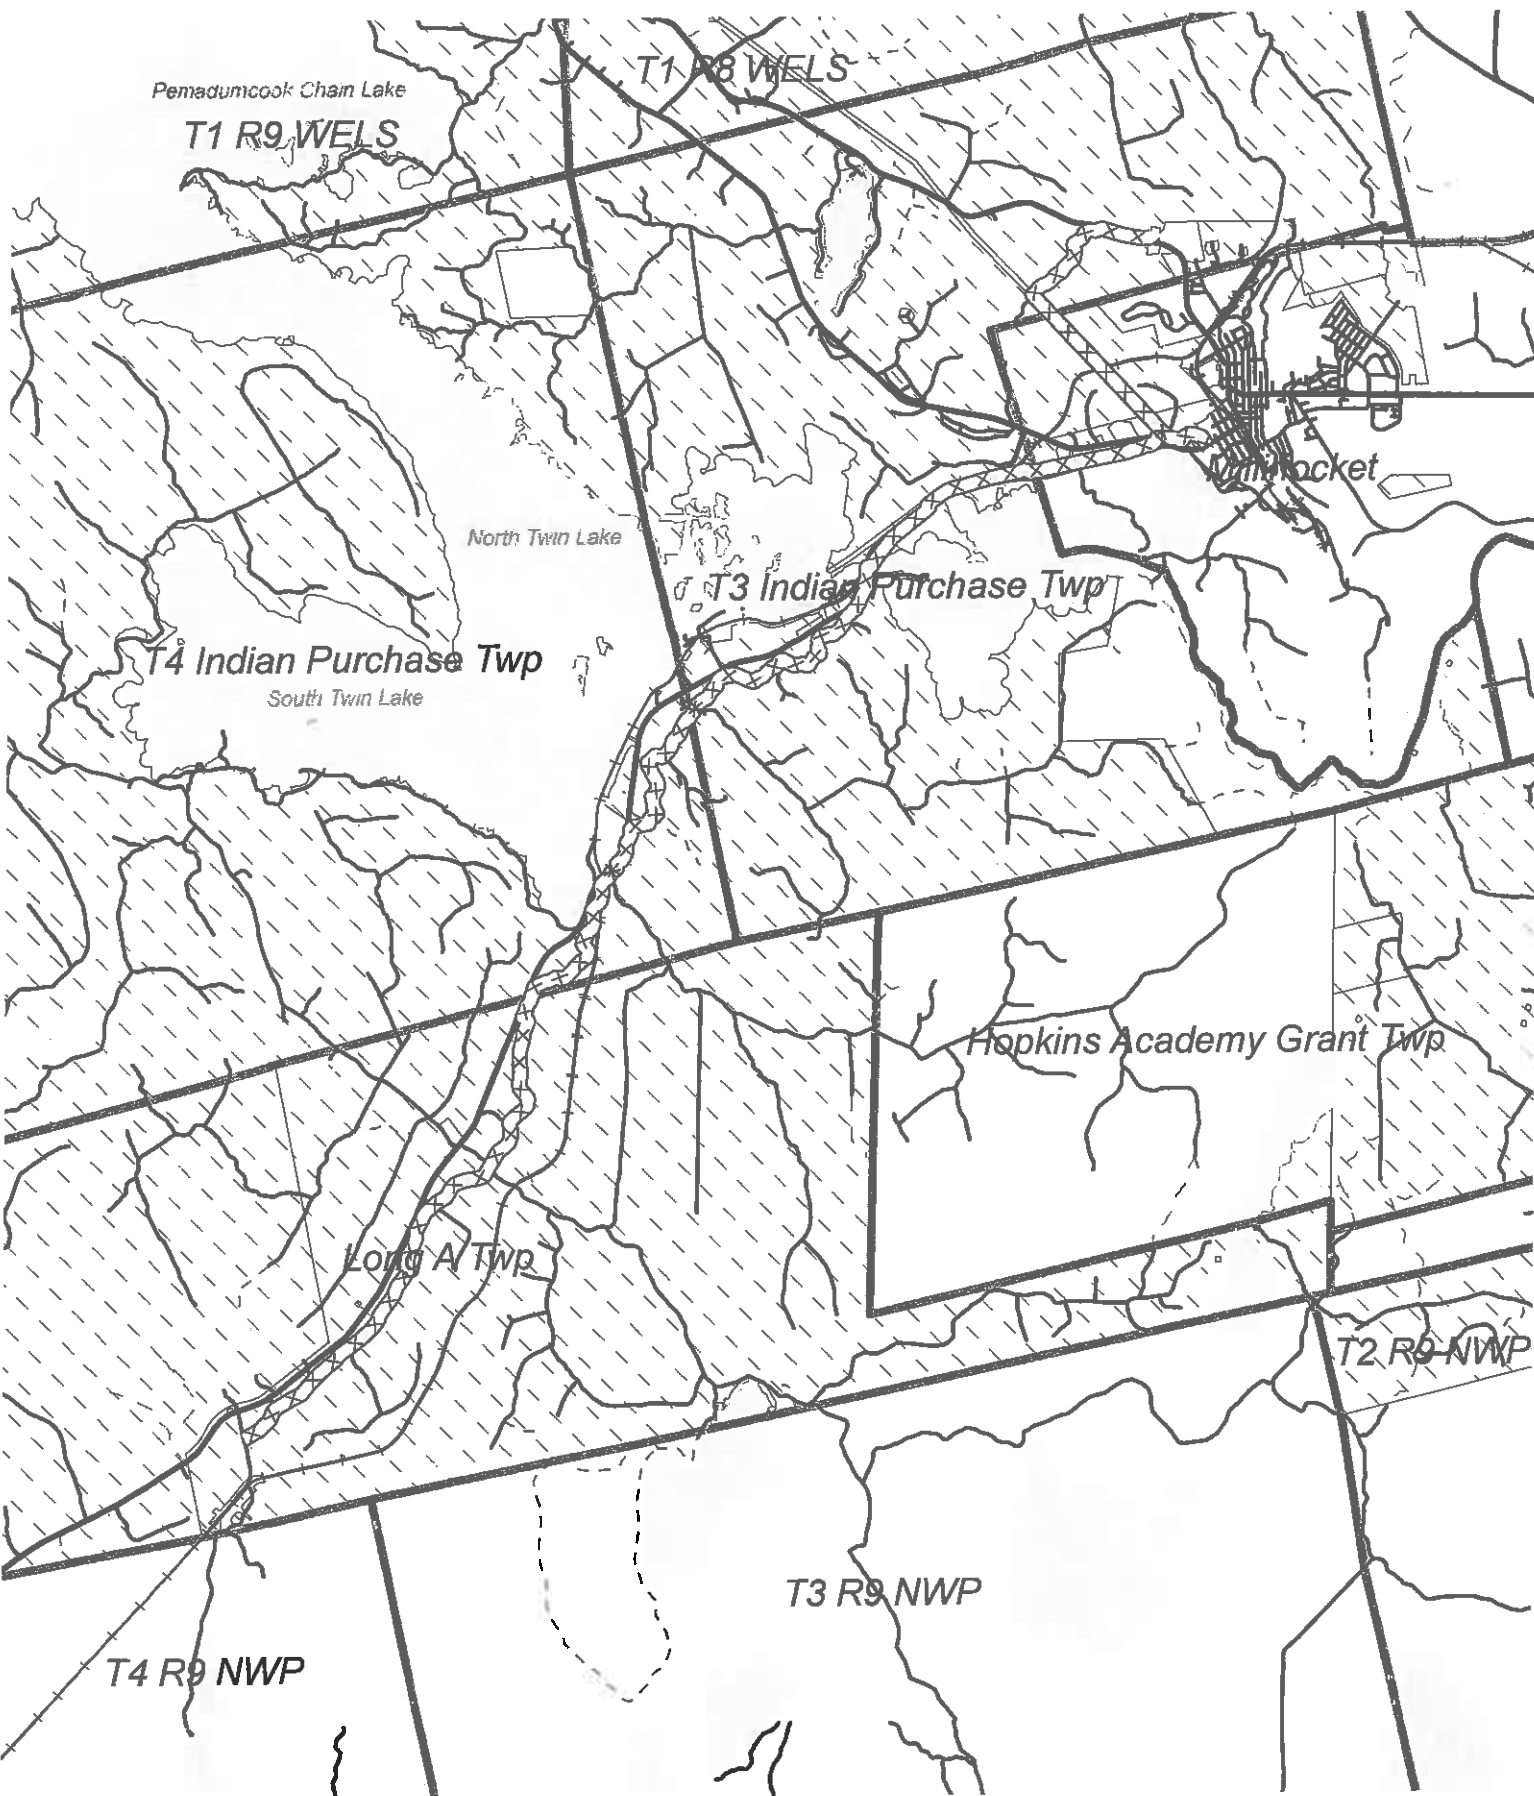 T1 R8 WELS
Pemadumcook Chain Lake
T1 R9 WELS
Millinocket
North Twin Lake
T3 Indian Purchase Twp
T4 Indian Purchase Twp
South Twin Lake
Hopkins Academy Grant Twp
Long A Twp
T2 R9 NWP
T3 R9 NWP
T4 R9 NWP